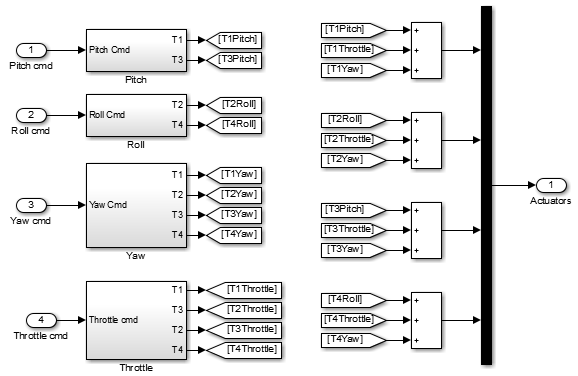 1
Pitch cmd
Pitch Cmd
T1
T3
Pitch
[T1Pitch]
[T3Pitch]
2
Roll cmd
Roll Cmd
T2
T4
Roll
[T2Roll]
[T4Roll]
3
Yaw cmd
Yaw Cmd
T1
T2
T3
T4
Yaw
[T1Yaw]
[T2Yaw]
[T3Yaw]
[T4Yaw]
4
Throttle cmd
Throttle cmd
T1
T3
T2
T4
Throttle
[T1Throttle]
[T2Throttle]
[T3Throttle]
[T4Throttle]
[T1Pitch]
[T1Throttle]
[T1Yaw]
+
+
+
[T2Roll]
[T2Throttle]
[T2Yaw]
+
+
+
[T3Pitch]
[T3Throttle]
[T3Yaw]
+
+
+
[T4Roll]
[T4Throttle]
[T4Yaw]
+
+
+
1
Actuators